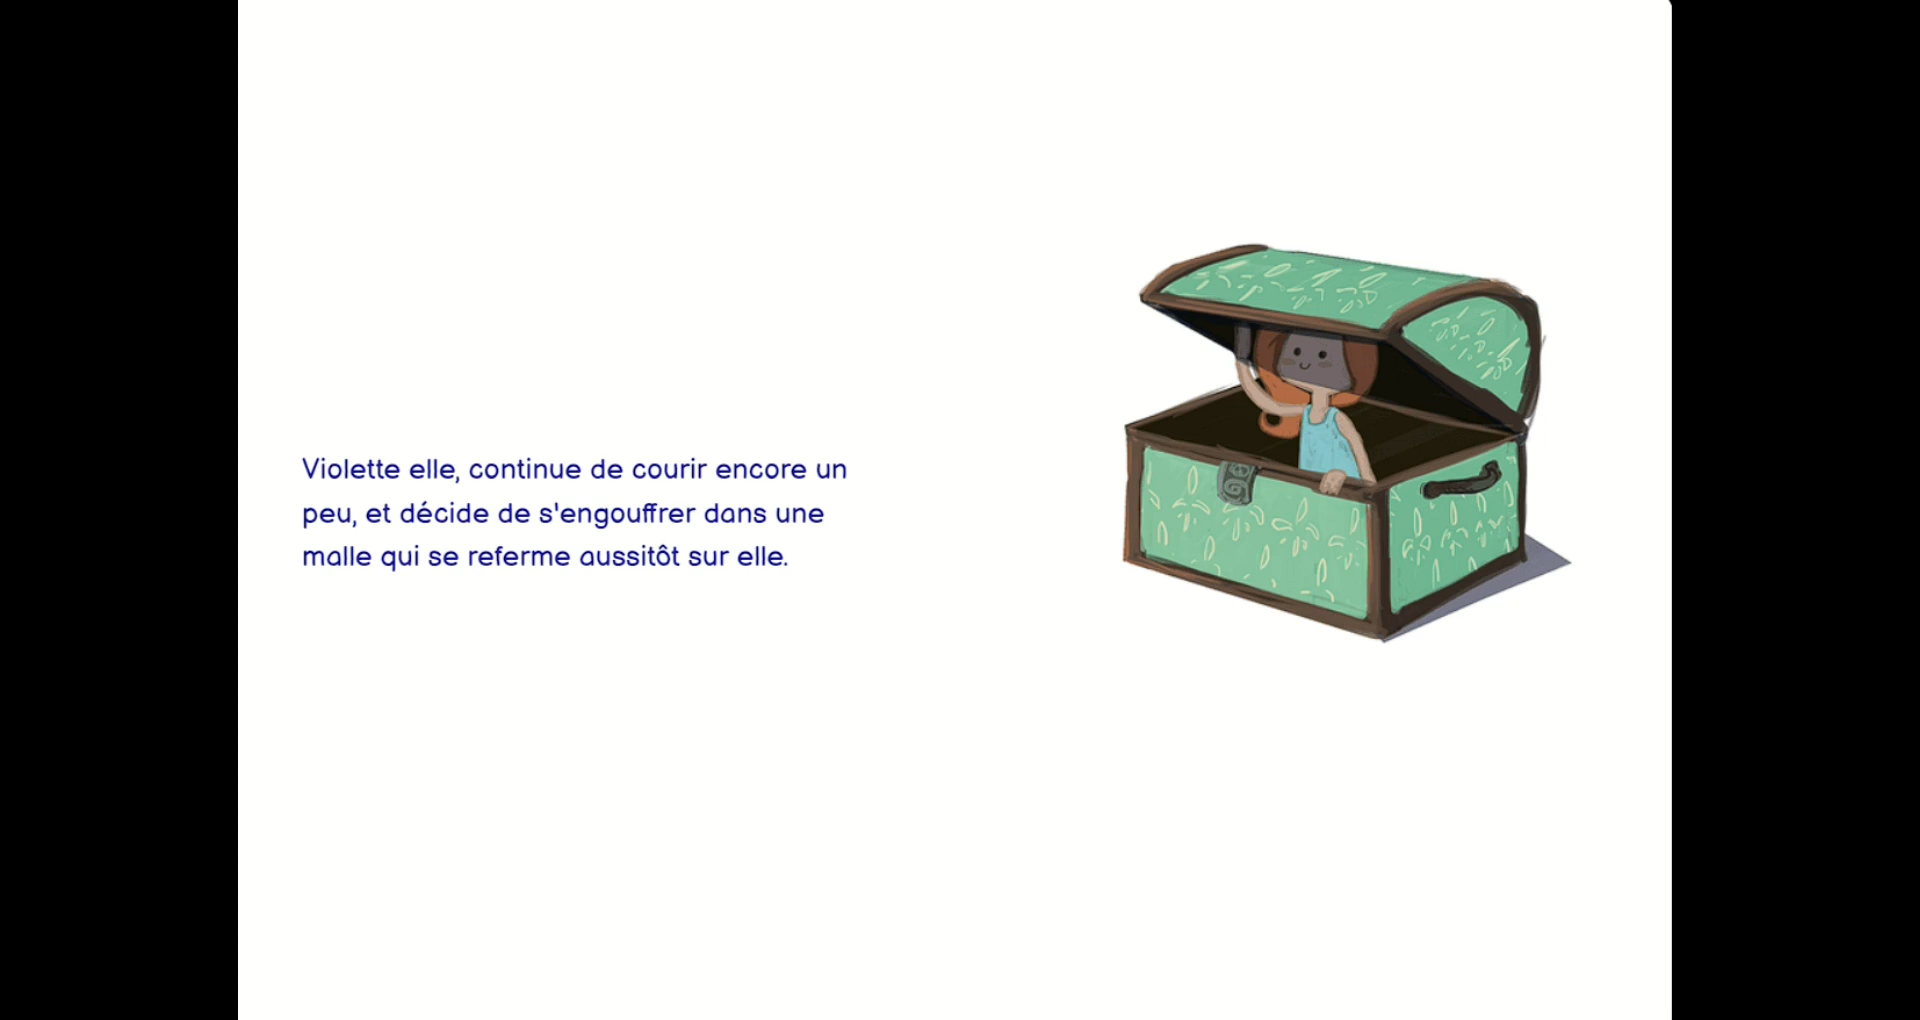 Violette elle, continue de courir encore un
peu, et décide de s'engouffrer dans une
malle qui se referme aussitôt sur elle.